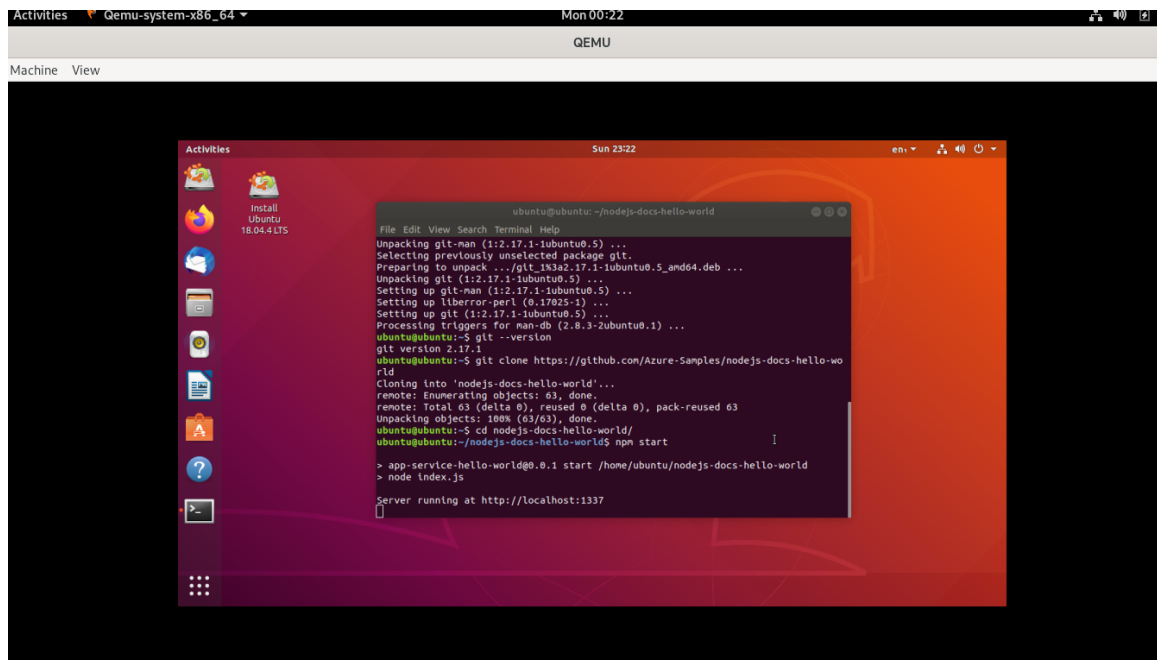 Activities Qemu-system-x86_64 Mon 00:22
QEMU
Machine View
Activities Sun 23:22 en1
Install
Ubuntu
18.04.4 LTS
ubuntu@ubuntu: ~/nodejs-docs-hello-world
File Edit View Search Terminal Help
Unpacking git-man (1:2.17.1-1ubuntu0.5) ...
Selecting previously unselected package git.
Preparing to unpack .../git_1%3a2.17.1-1ubuntu0.5_amd64.deb ...
Unpacking git (1:2.17.1-1ubuntu0.5) ...
Setting up git-man (1:2.17.1-1ubuntu0.5) ...
Setting up liberror-perl (0.17025-1) ...
Setting up git (1:2.17.1-1ubuntu0.5) ...
Processing triggers for man-db (2.8.3-2ubuntu0.1) ...
ubuntu@ubuntu:~$ git --version
git version 2.17.1
ubuntu@ubuntu:~$ git clone https://github.com/Azure-Samples/nodejs-docs-hello-wo
rld
Cloning into 'nodejs-docs-hello-world'...
remote: Enumerating objects: 63, done.
remote: Total 63 (delta 0), reused 0 (delta 0), pack-reused 63
Unpacking objects: 100% (63/63), done.
ubuntu@ubuntu:~$ cd nodejs-docs-hello-world/
ubuntu@ubuntu:~/nodejs-docs-hello-world$ npm start
> app-service-hello-world@0.0.1 start /home/ubuntu/nodejs-docs-hello-world
> node index.js
Server running at http://localhost:1337